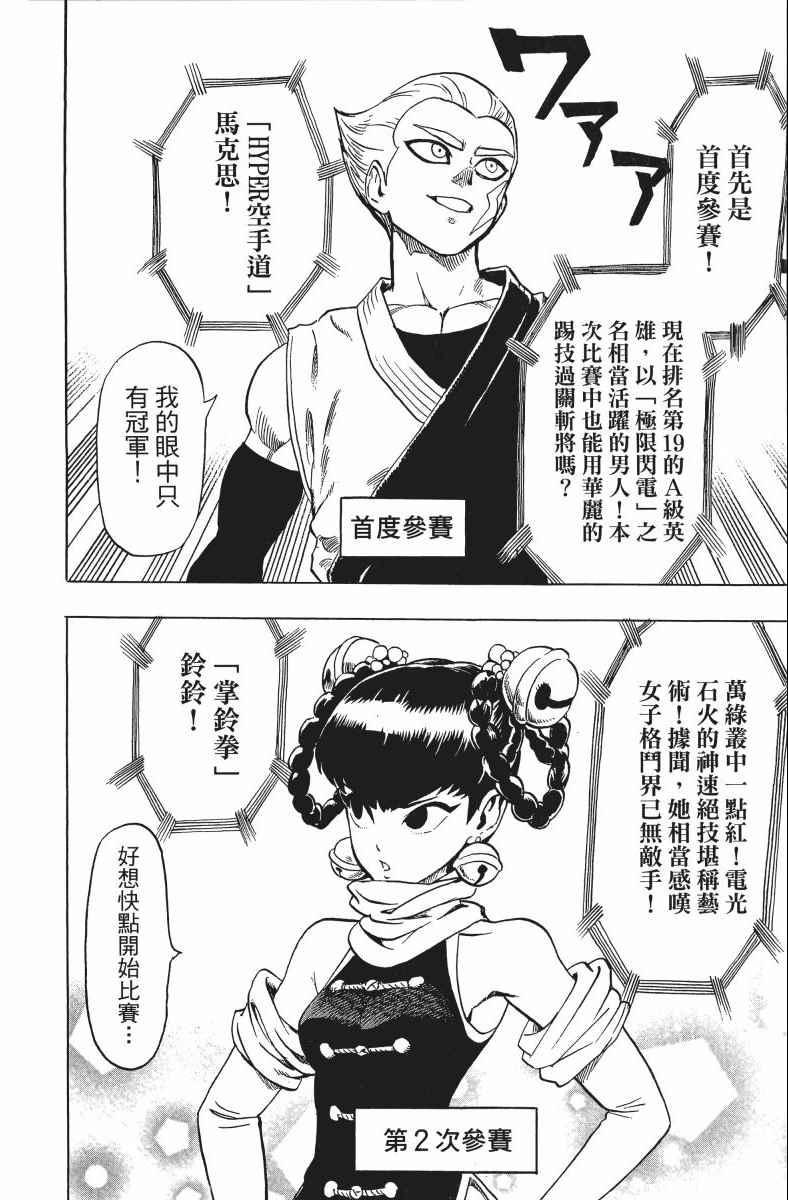 首先是
首度參賽！
ワァァ
現在排名第19的A級英
雄，以「極限閃電」之
名相當活躍的男人！本
次比賽中也能用華麗的
踢技過關斬將嗎？
「HYPER空手道」
馬克思！
我的眼中只
有冠軍！
首度參賽
萬綠叢中一點紅！電光
石火的神速絕技堪稱藝
術！據聞，她相當感嘆
女子格鬥界已無敵手！
「掌鈴拳」
鈴鈴！
好想快點開始比賽…
第2次參賽